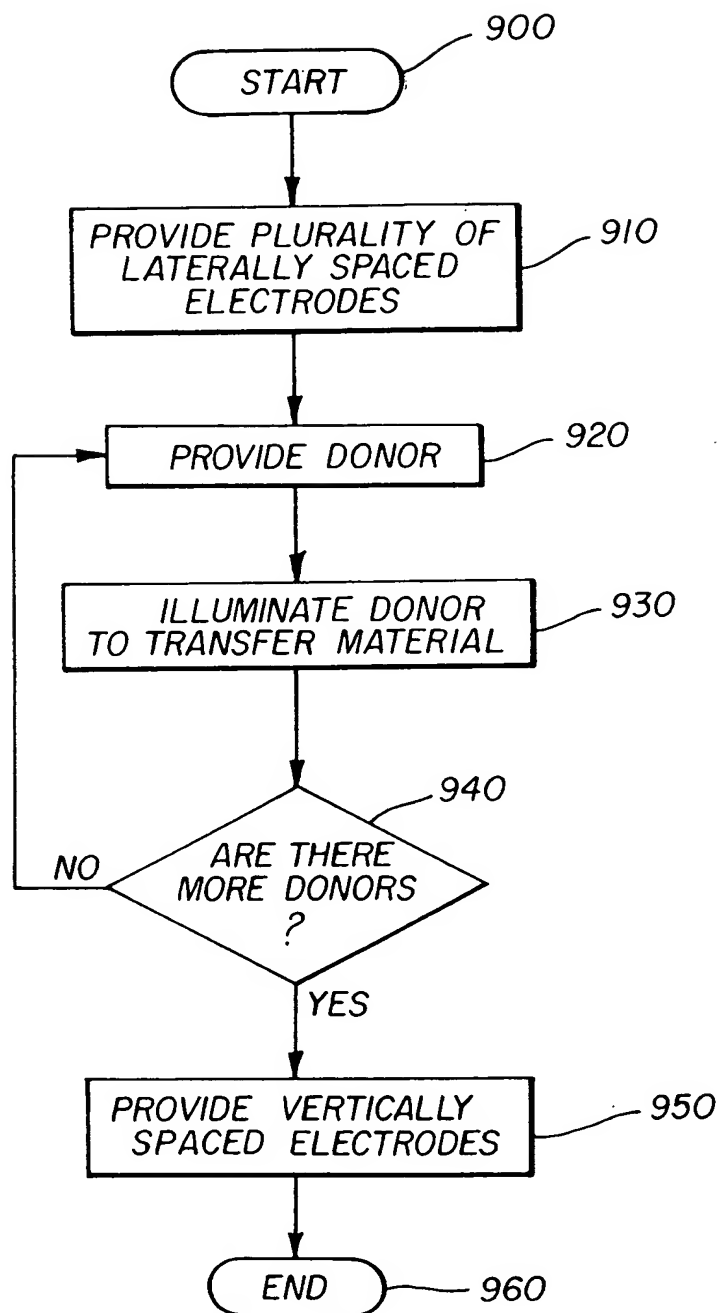 START
900
PROVIDE PLURALITY OF
LATERALLY SPACED
ELECTRODES
910
PROVIDE DONOR
920
ILLUMINATE DONOR
TO TRANSFER MATERIAL
930
940
ARE THERE
MORE DONORS
?
NO
YES
PROVIDE VERTICALLY
SPACED ELECTRODES
950
END
960